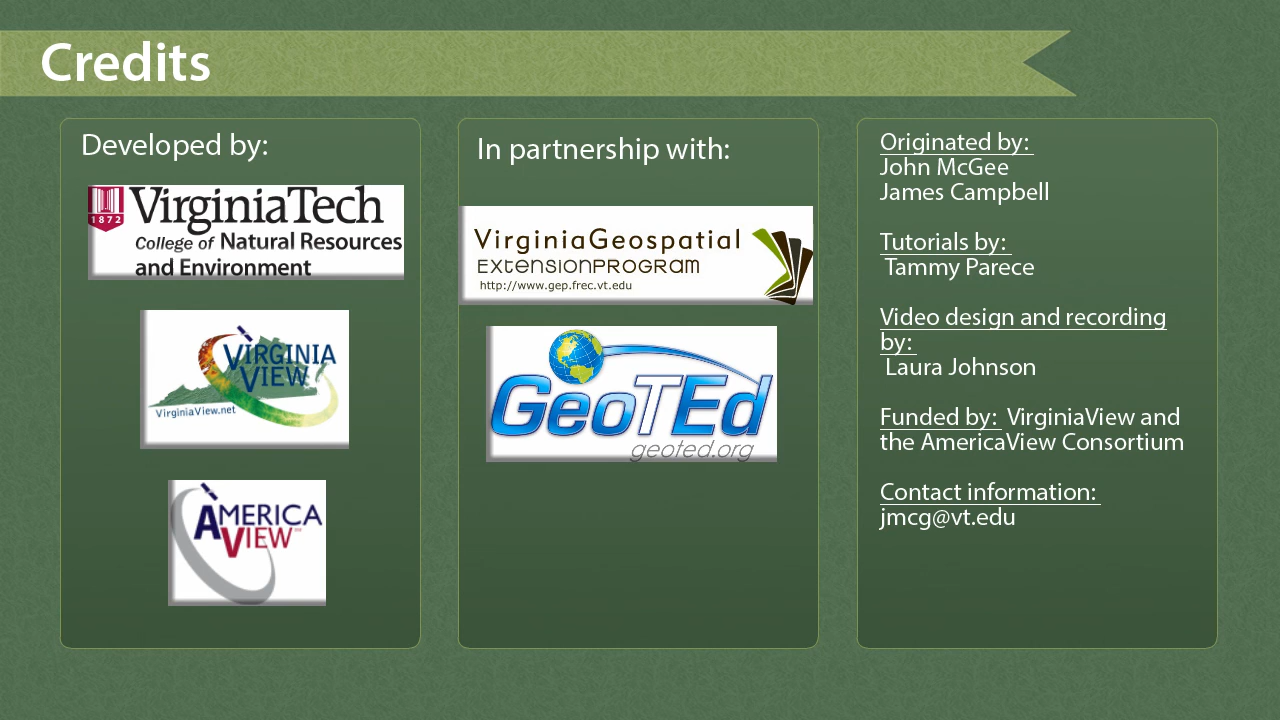 Credits
Developed by:
1872
VirginiaTech
College of Natural Resources
and Environment
VIRGINIA
VIEW
VirginiaView.net
AMERICA
VIEW
In partnership with:
VirginiaGeospatial
EXTENSIONPROGRAM
http://www.gep.frec.vt.edu
GeoTEd
geoted.org
Originated by:
John McGee
James Campbell
Tutorials by:
Tammy Parece
Video design and recording
by:
Laura Johnson
Funded by: VirginiaView and
the AmericaView Consortium
Contact information:
jmcg@vt.edu